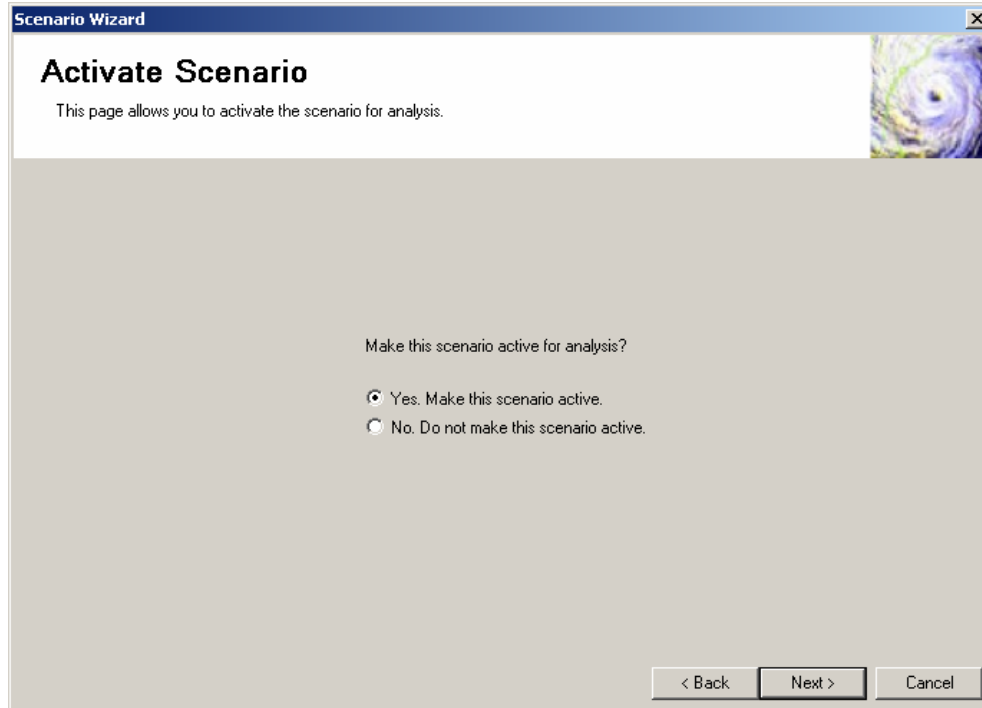 Scenario Wizard
Activate Scenario
This page allows you to activate the scenario for analysis.
Make this scenario active for analysis?
Yes. Make this scenario active.
No. Do not make this scenario active.
< Back Next > Cancel